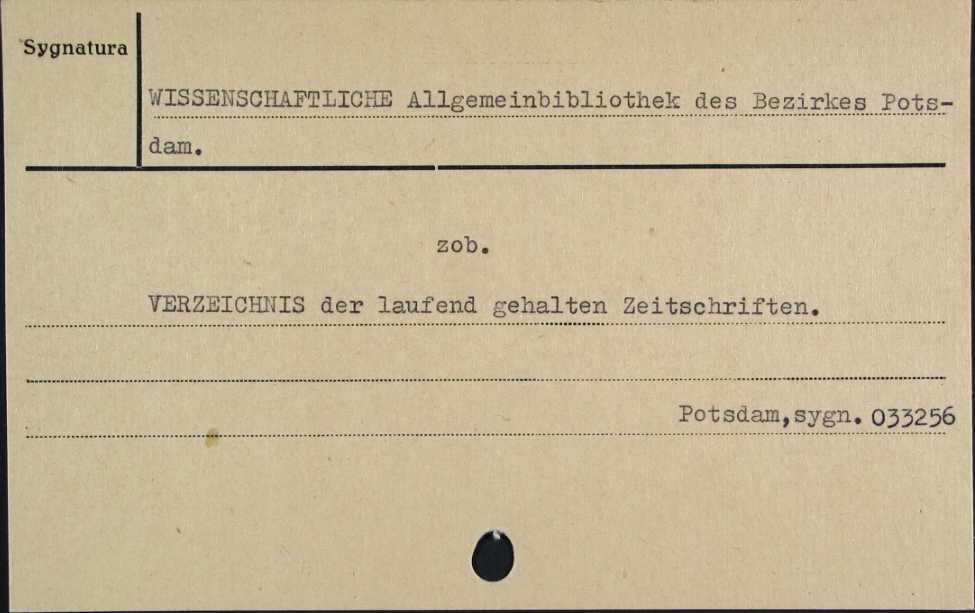 Sygnatura
WISSENSCHAFTLICHE Allgemeinbibliothek des Bezirkes Pots-
dam.
zob.
VERZEICHNIS der laufend gehalten Zeitschriften.
Potsdam,sygn. 033256